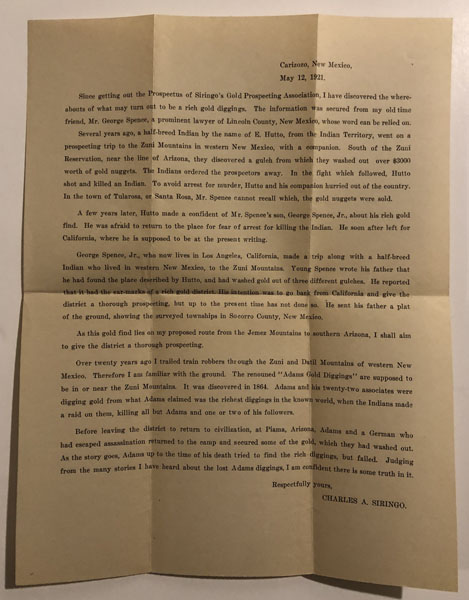 Carizozo, New Mexico,
May 12, 1921.
Since getting out the Prospectus of Siringo's Gold Prospecting Association, I have discovered the where-
abouts of what may turn out to be a rich gold diggings. The information was secured from my old time
friend, Mr. George Spence, a prominent lawyer of Lincoln County, New Mexico, whose word can be relied on.
Several years ago, a half-breed Indian by the name of E. Hutto, from the Indian Territory, went on a
prospecting trip to the Zuni Mountains in western New Mexico, with a companion. South of the Zuni
Reservation, near the line of Arizona, they discovered a gulch from which they washed out over $3000
worth of gold nuggets. The Indians ordered the prospectors away. In the fight which followed, Hutto
shot and killed an Indian. To avoid arrest for murder, Hutto and his companion hurried out of the country.
In the town of Tularosa, or Santa Rosa, Mr. Spence cannot recall which, the gold nuggets were sold.
A few years later, Hutto made a confident of Mr. Spence's son, George Spence, Jr., about his rich gold
find. He was afraid to return to the place for fear of arrest for killing the Indian. He soon after left for
California, where he is supposed to be at the present writing.
George Spence, Jr., who now lives in Los Angeles, California, made a trip along with a half-breed
Indian who lived in western New Mexico, to the Zuni Mountains. Young Spence wrote his father that
he had found the place described by Hutto, and had washed gold out of three different gulches. He reported
that it had the ear-marks of a rich gold district. His intention was to go back from California and give the
district a thorough prospecting, but up to the present time has not done so. He sent his father a plat
of the ground, showing the surveyed townships in Socorro County, New Mexico.
As this gold find lies on my proposed route from the Jemez Mountains to southern Arizona, I shall aim
to give the district a thorough prospecting.
Over twenty years ago I trailed train robbers through the Zuni and Datil Mountains of western New
Mexico. Therefore I am familiar with the ground. The renouned "Adams Gold Diggings" are supposed to
be in or near the Zuni Mountains. It was discovered in 1864. Adams and his twenty-two associates were
digging gold from what Adams claimed was the richest diggings in the known world, when the Indians made
a raid on them, killing all but Adams and one or two of his followers.
Before leaving the district to return to civilization, at Piama, Arizona, Adams and a German who
had escaped assassination returned to the camp and secured some of the gold, which they had washed out.
As the story goes, Adams up to the time of his death tried to find the rich diggings, but failed. Judging
from the many stories I have heard about the lost Adams diggings, I am confident there is some truth in it.
Respectfully yours,
CHARLES A. SIRINGO.